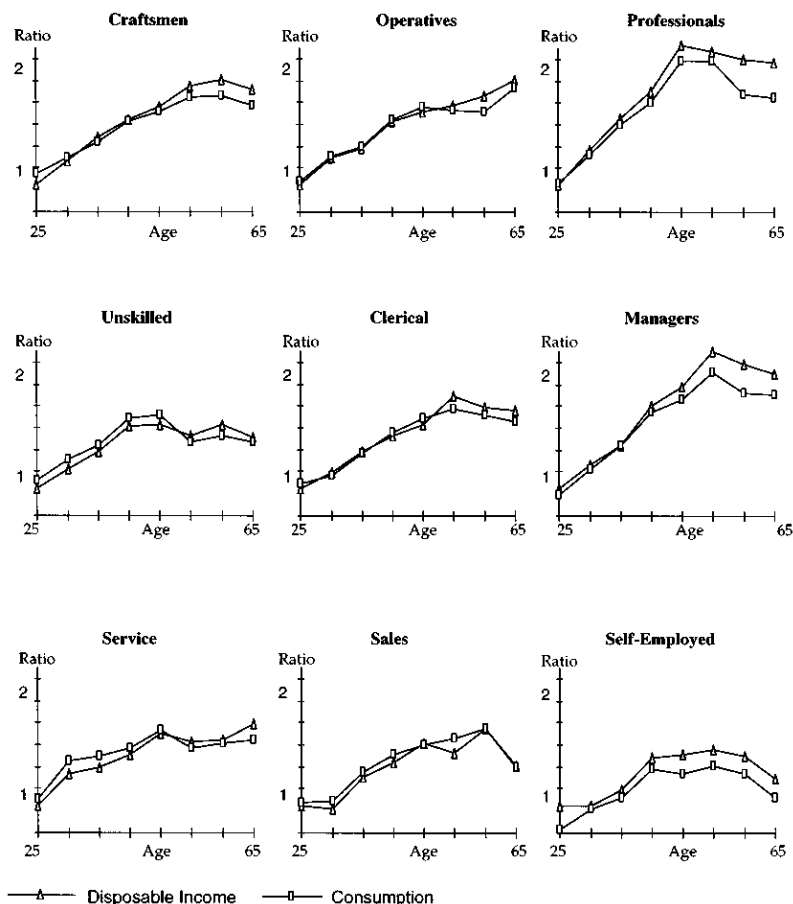 Craftsmen
Ratio
2
1
25 Age 65
Operatives
Ratio
2
1
25 Age 65
Professionals
Ratio
2
1
25 Age 65
Unskilled
Ratio
2
1
25 Age 65
Clerical
Ratio
2
1
25 Age 65
Managers
Ratio
2
1
25 Age 65
Service
Ratio
2
1
25 Age 65
Sales
Ratio
2
1
25 Age 65
Self-Employed
Ratio
2
1
25 Age 65
Disposable Income Consumption